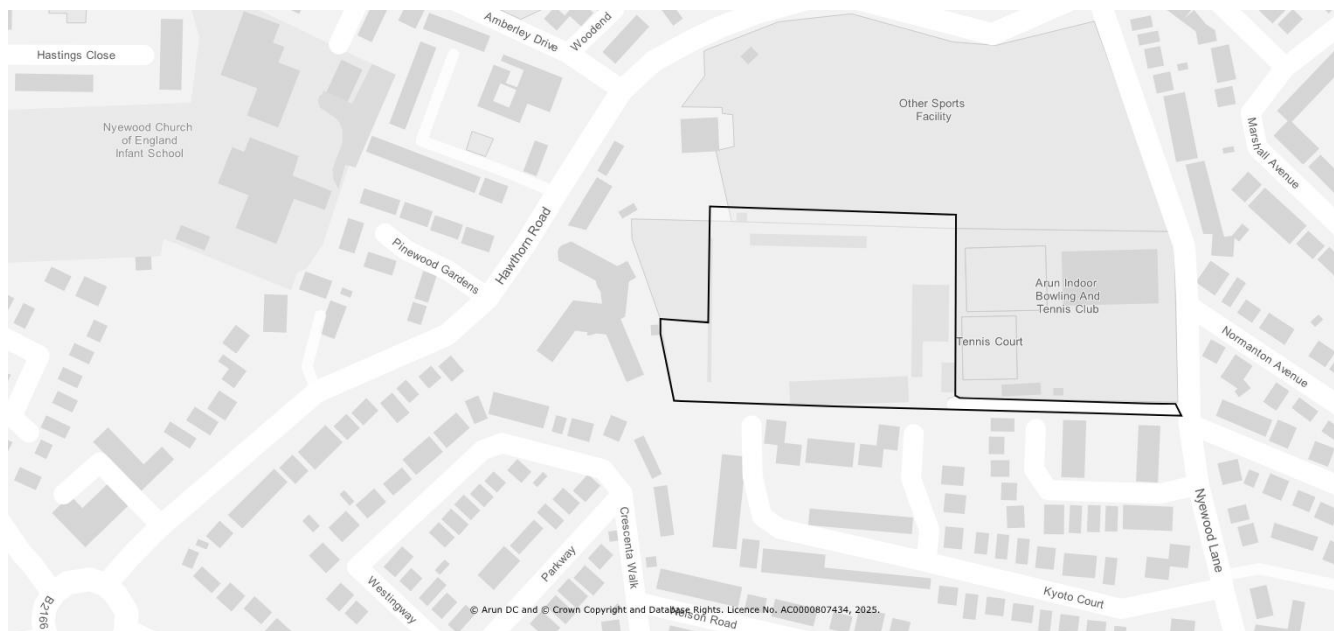 Amberley Drive
Woodend
Hastings Close
Nyewood Church
of England
Infant School
Other Sports
Facility
Marshall Avenue
Hawthorn Road
Pinewood Gardens
Arun Indoor
Bowling And
Tennis Club
Tennis Court
Normanton Avenue
Nyewood Lane
Crescenta Walk
Parkway
Westingway
Kyoto Court
B2166
Nelson Road
© Arun DC and © Crown Copyright and Database Rights. Licence No. AC0000807434, 2025.